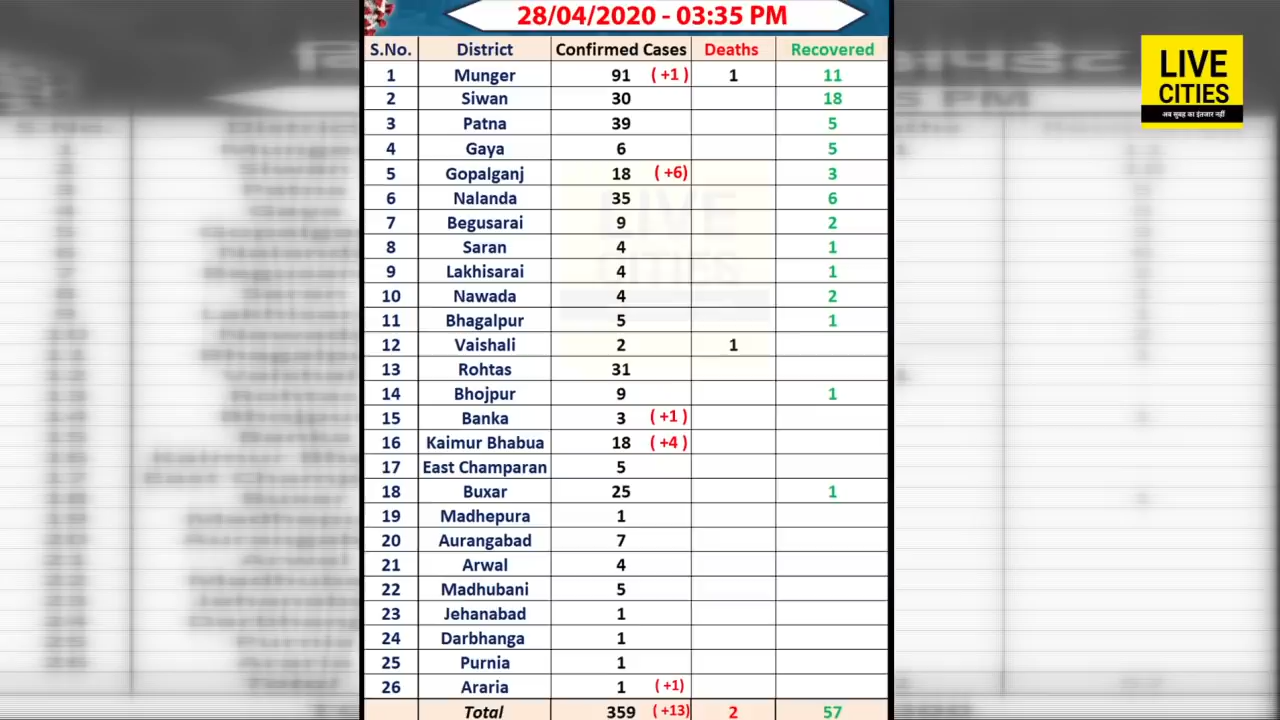 28/04/2020 - 03:35 PM
S.No. District Confirmed Cases Deaths Recovered
1 Munger 91 ( +1 ) 1 11
2 Siwan 30 18
3 Patna 39 5
4 Gaya 6 5
5 Gopalganj 18 ( +6) 3
6 Nalanda 35 6
7 Begusarai 9 2
8 Saran 4 1
9 Lakhisarai 4 1
10 Nawada 4 2
11 Bhagalpur 5 1
12 Vaishali 2 1
13 Rohtas 31
14 Bhojpur 9 1
15 Banka 3 ( +1 )
16 Kaimur Bhabua 18 ( +4 )
17 East Champaran 5
18 Buxar 25 1
19 Madhepura 1
20 Aurangabad 7
21 Arwal 4
22 Madhubani 5
23 Jehanabad 1
24 Darbhanga 1
25 Purnia 1
26 Araria 1 ( +1)
Total 359 ( +13) 2 57
LIVE
CITIES
अब सुबह का इंतजार नहीं
LIVE
CITIES